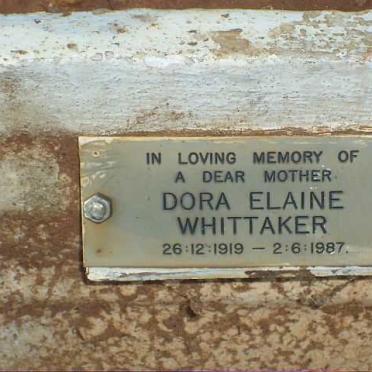 IN LOVING MEMORY OF
A DEAR MOTHER
DORA ELAINE
WHITTAKER
26:12:1919 — 2:6:1987.